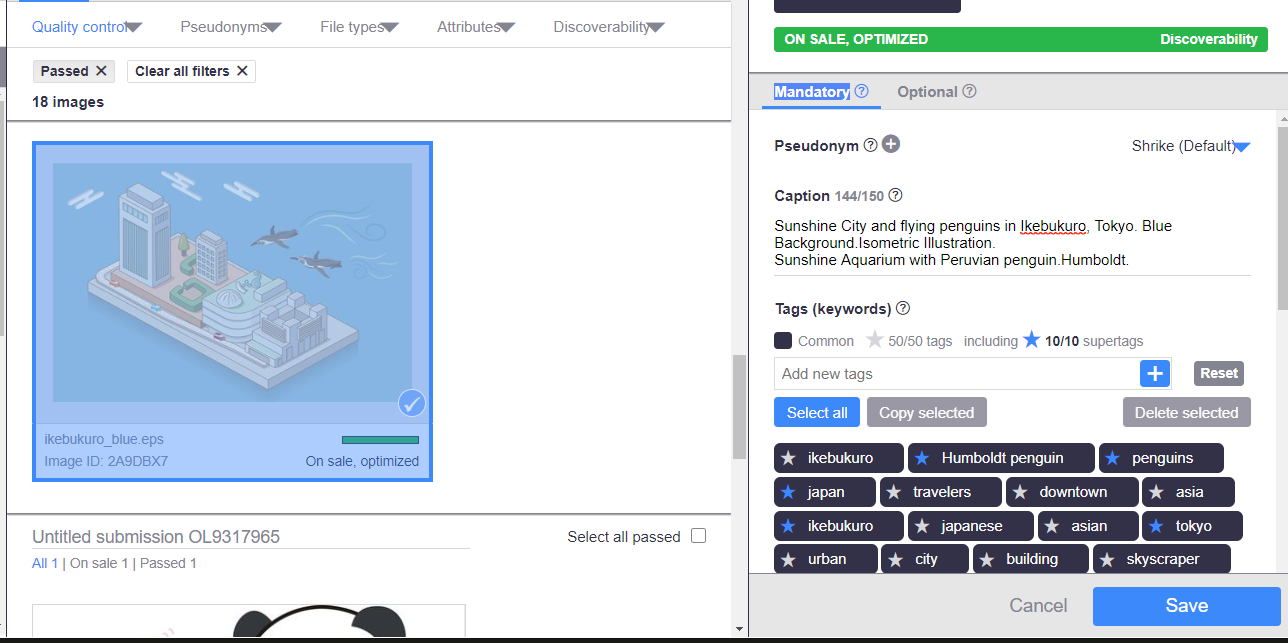 Quality control Pseudonyms File types Attributes Discoverability
Passed ✕ Clear all filters ✕
18 images
ikebukuro_blue.eps
Image ID: 2A9DBX7 On sale, optimized
Untitled submission OL9317965 Select all passed
All 1 | On sale 1 | Passed 1
ON SALE, OPTIMIZED Discoverability
Mandatory ? Optional ?
Pseudonym ? + Shrike (Default)
Caption 144/150 ?
Sunshine City and flying penguins in Ikebukuro, Tokyo. Blue
Background.Isometric Illustration.
Sunshine Aquarium with Peruvian penguin.Humboldt.
Tags (keywords) ?
Common 50/50 tags including 10/10 supertags
Add new tags + Reset
Select all Copy selected Delete selected
ikebukuro Humboldt penguin penguins
japan travelers downtown asia
ikebukuro japanese asian tokyo
urban city building skyscraper
Cancel Save